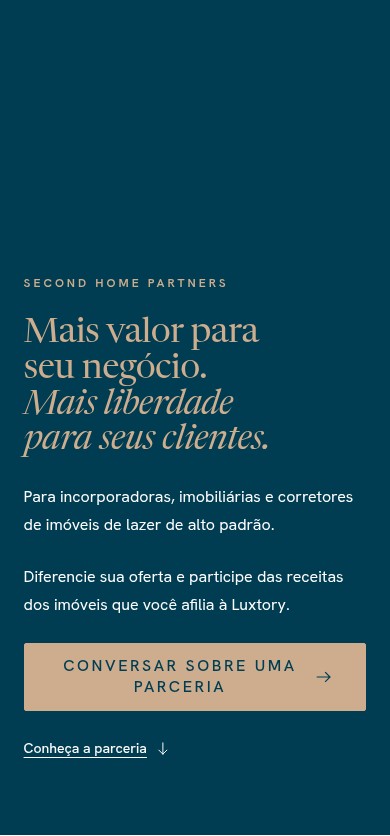 SECOND HOME PARTNERS
Mais valor para
seu negócio.
Mais liberdade
para seus clientes.
Para incorporadoras, imobiliárias e corretores
de imóveis de lazer de alto padrão.
Diferencie sua oferta e participe das receitas
dos imóveis que você afilia à Luxtory.
CONVERSAR SOBRE UMA
PARCERIA →
Conheça a parceria ↓